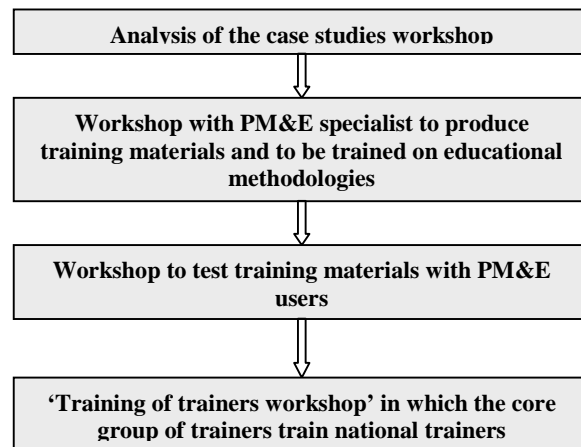 Analysis of the case studies workshop
Workshop with PM&E specialist to produce
training materials and to be trained on educational
methodologies
Workshop to test training materials with PM&E
users
‘Training of trainers workshop’ in which the core
group of trainers train national trainers